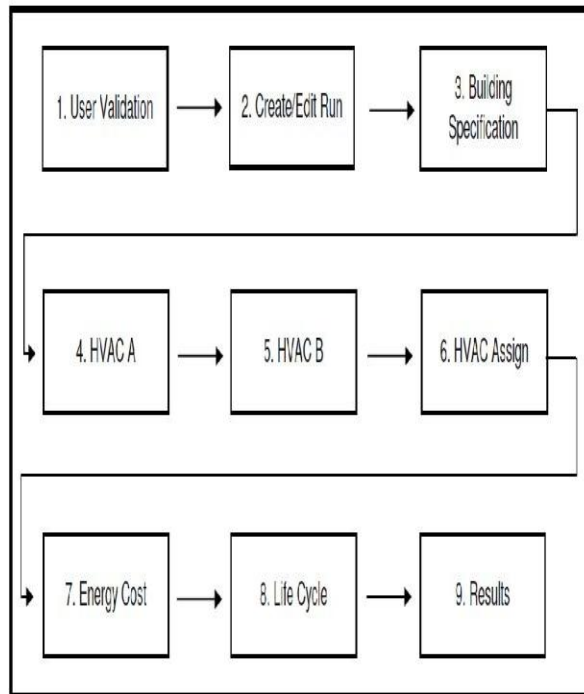 1. User Validation
2. Create/Edit Run
3. Building
Specification
4. HVAC A
5. HVAC B
6. HVAC Assign
7. Energy Cost
8. Life Cycle
9. Results